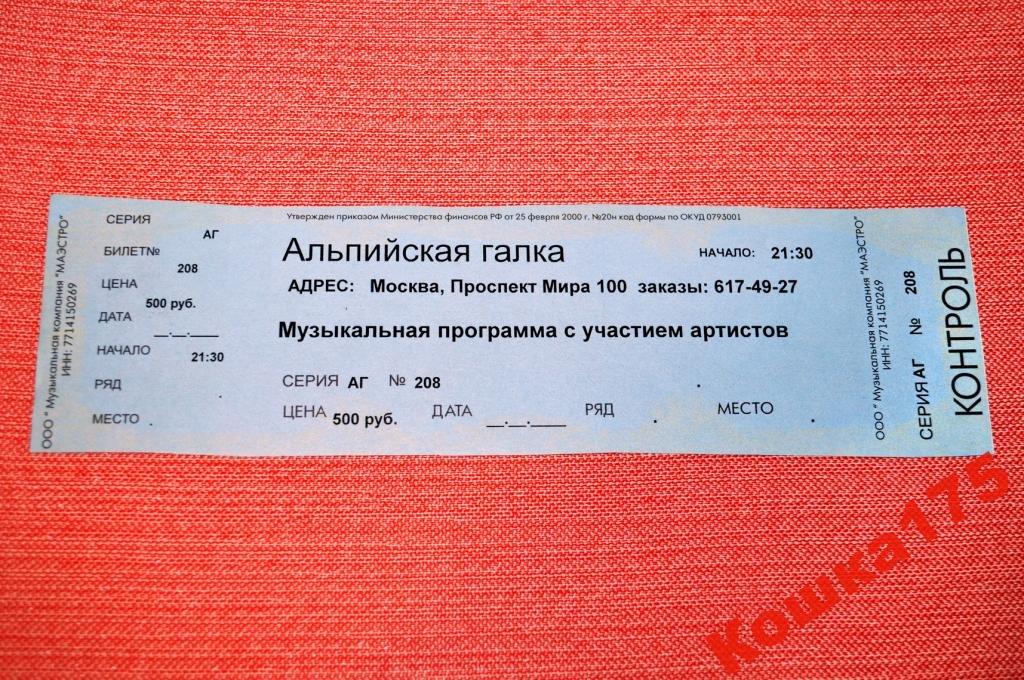 ООО " Музыкальная компания "МАЭСТРО"
ИНН: 7714150269
СЕРИЯ
АГ
БИЛЕТ№
208
ЦЕНА
500 руб.
ДАТА
__.__.____
НАЧАЛО
21:30
РЯД .
МЕСТО .
Утвержден приказом Министерства финансов РФ от 25 феврля 2000 г. №20н код формы по ОКУД 0793001
Альпийская галка НАЧАЛО: 21:30
АДРЕС: Москва, Проспект Мира 100 заказы: 617-49-27
Музыкальная программа с участием артистов
СЕРИЯ АГ № 208 .
ЦЕНА 500 руб. ДАТА __.__.____ РЯД . МЕСТО .
ООО " Музыкальная компания "МАЭСТРО"
ИНН: 7714150269
СЕРИЯ АГ № 208
КОНТРОЛЬ
Кошка175